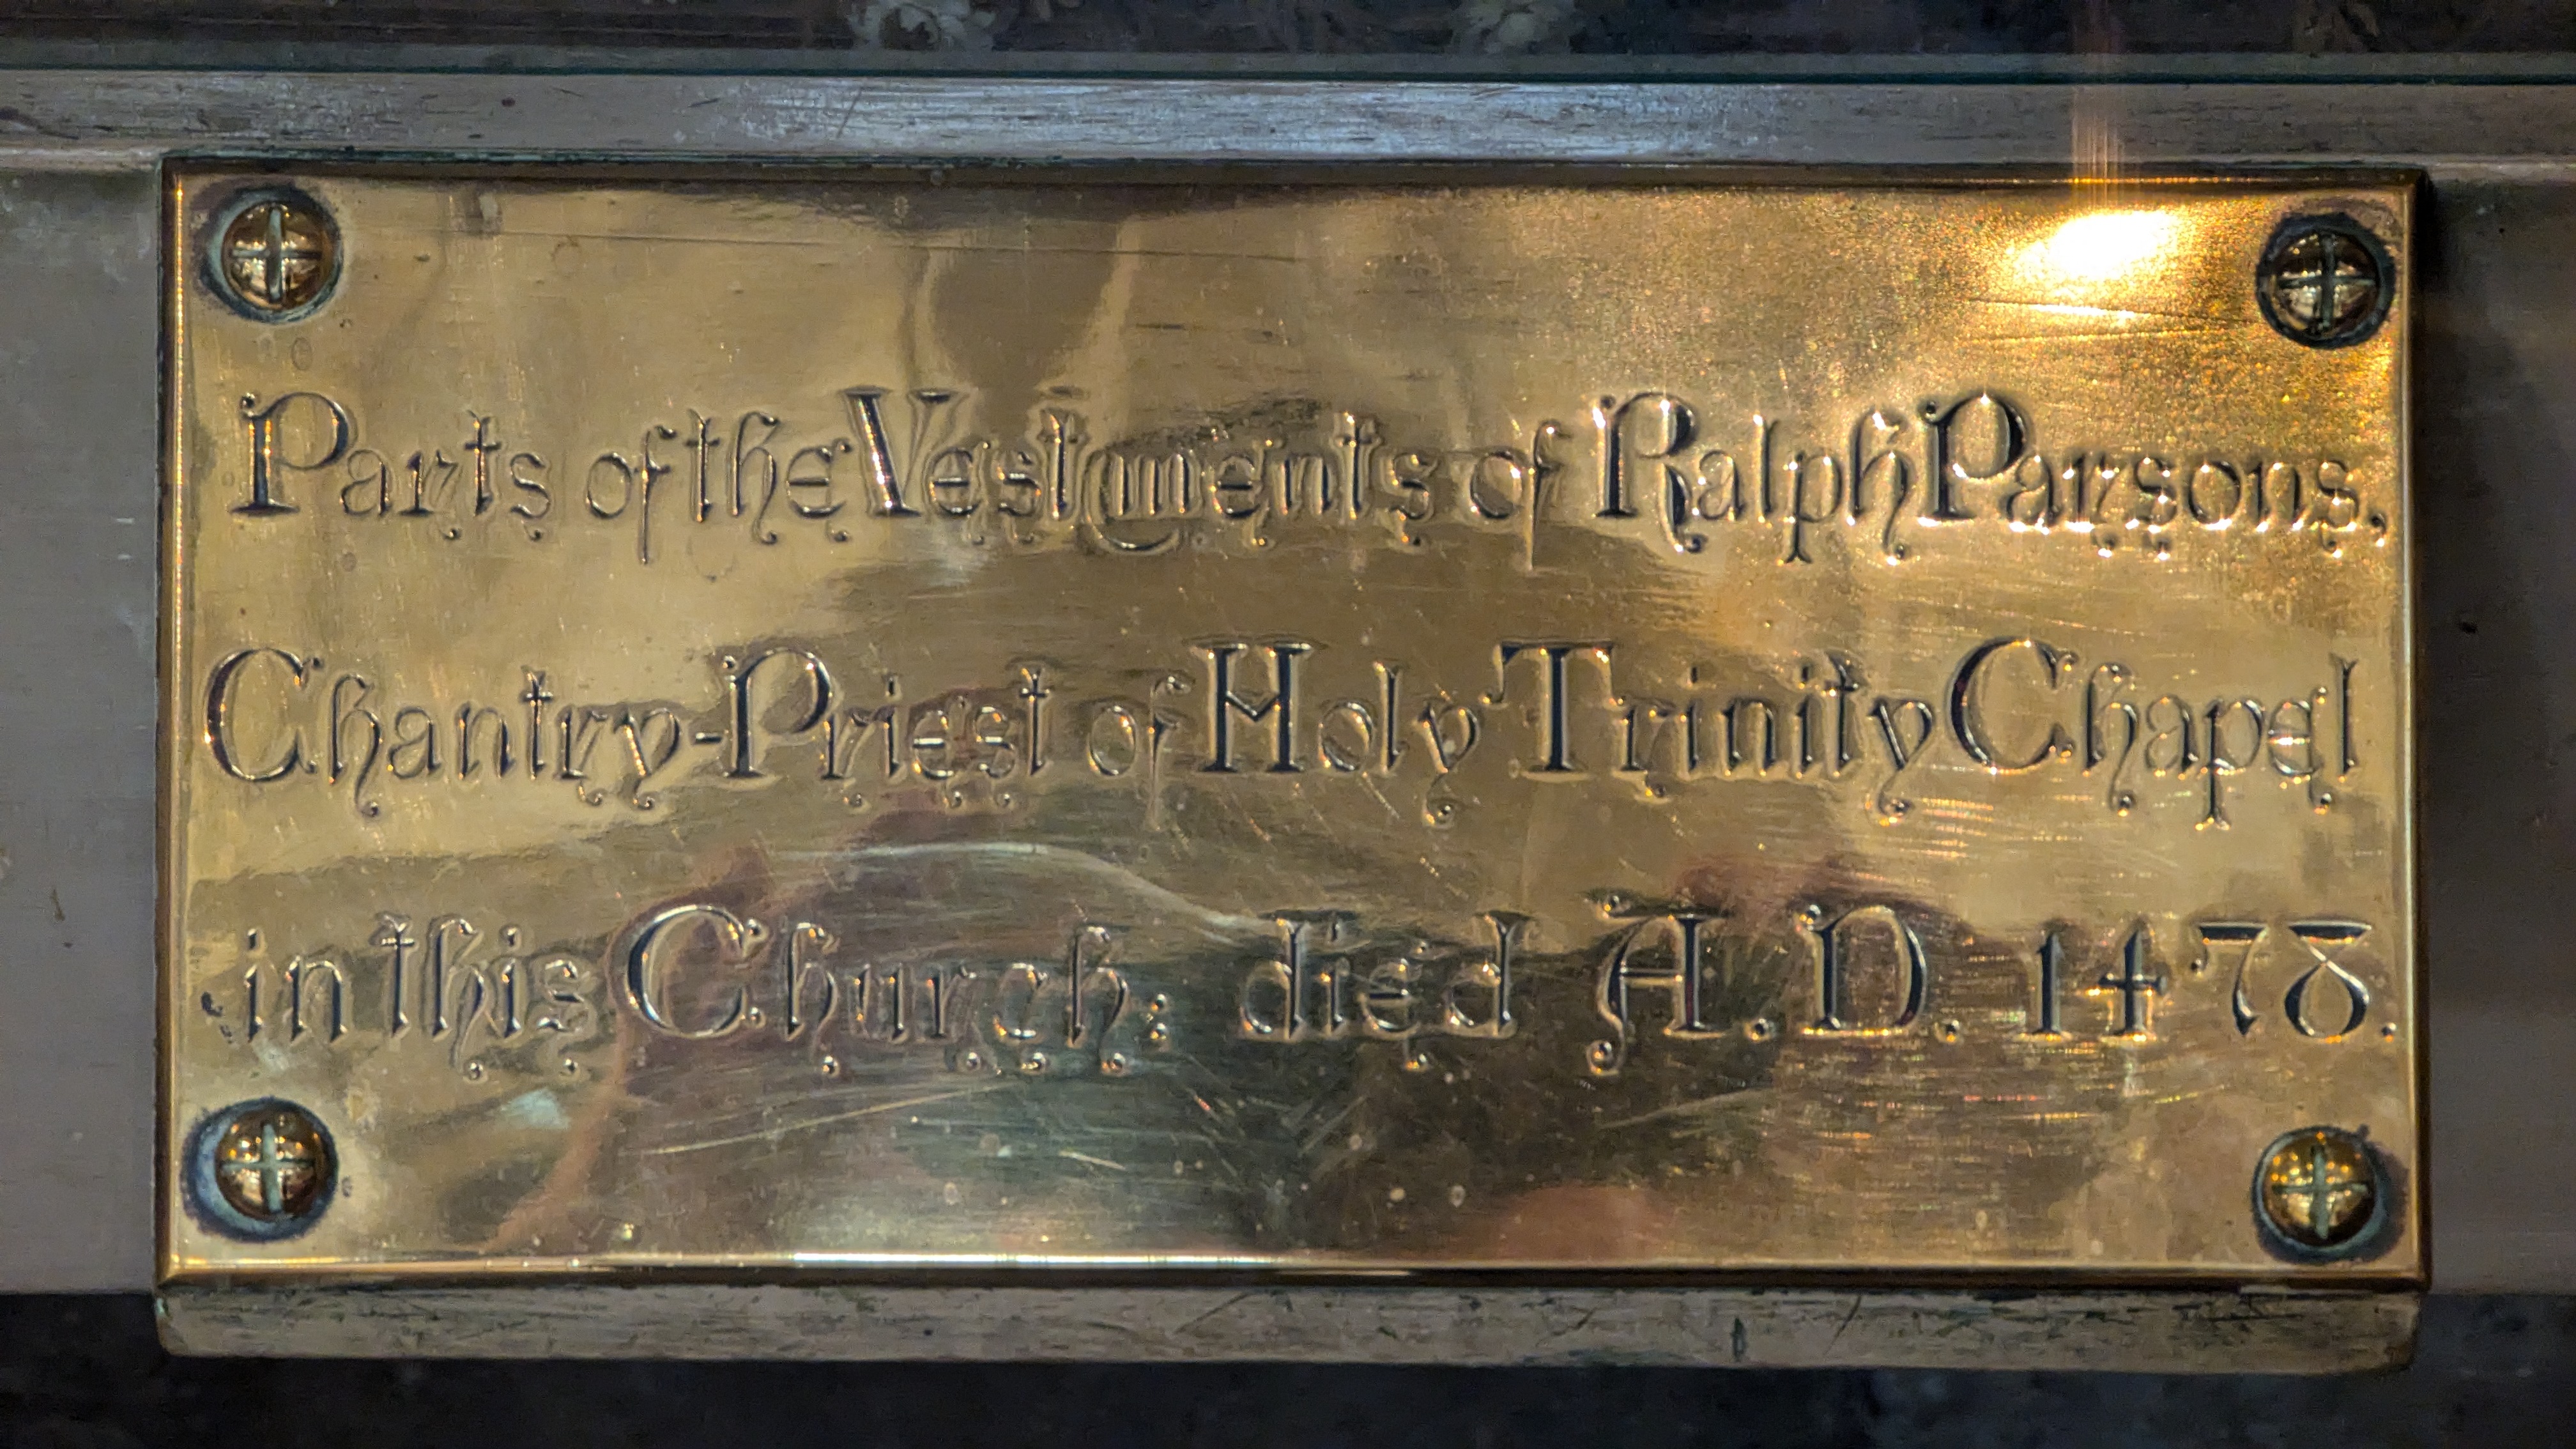 Parts of the Vestments of Ralph Parsons,
Chantry-Priest of Holy Trinity Chapel
in this Church; died A.D. 1478.